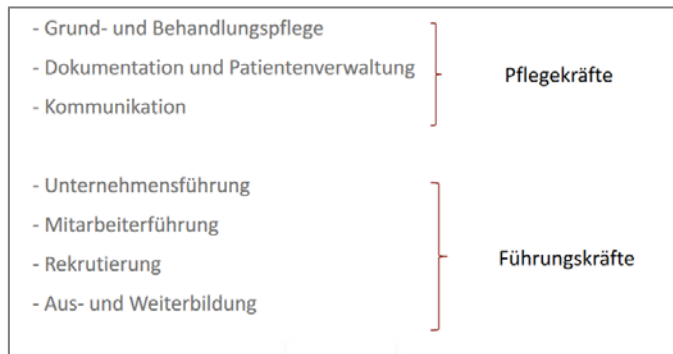 - Grund- und Behandlungspflege
- Dokumentation und Patientenverwaltung
- Kommunikation
Pflegekräfte
- Unternehmensführung
- Mitarbeiterführung
- Rekrutierung
- Aus- und Weiterbildung
Führungskräfte